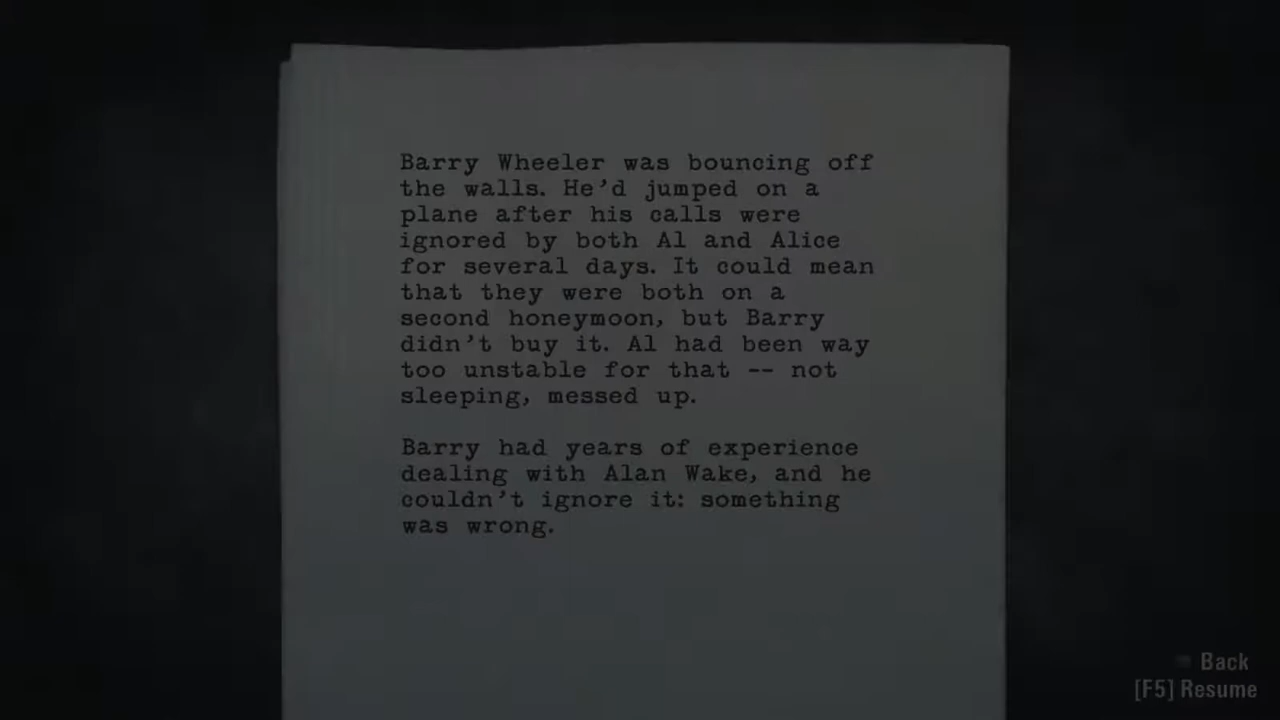 Barry Wheeler was bouncing off
the walls. He’d jumped on a
plane after his calls were
ignored by both Al and Alice
for several days. It could mean
that they were both on a
second honeymoon, but Barry
didn’t buy it. Al had been way
too unstable for that -- not
sleeping, messed up.
Barry had years of experience
dealing with Alan Wake, and he
couldn’t ignore it: something
was wrong.
Back
[F5] Resume